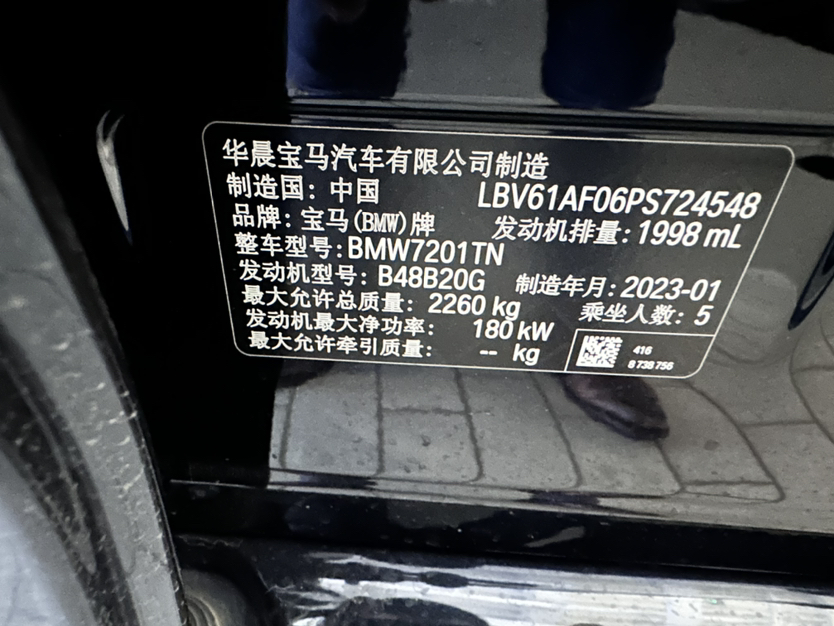 华晨宝马汽车有限公司制造
制造国：中国 LBV61AF06PS724548
品牌：宝马(BMW)牌 发动机排量：1998 mL
整车型号：BMW7201TN
发动机型号：B48B20G 制造年月：2023-01
最大允许总质量：2260 kg 乘坐人数：5
发动机最大净功率：180 kW
最大允许牵引质量：-- kg
416
8 738 756